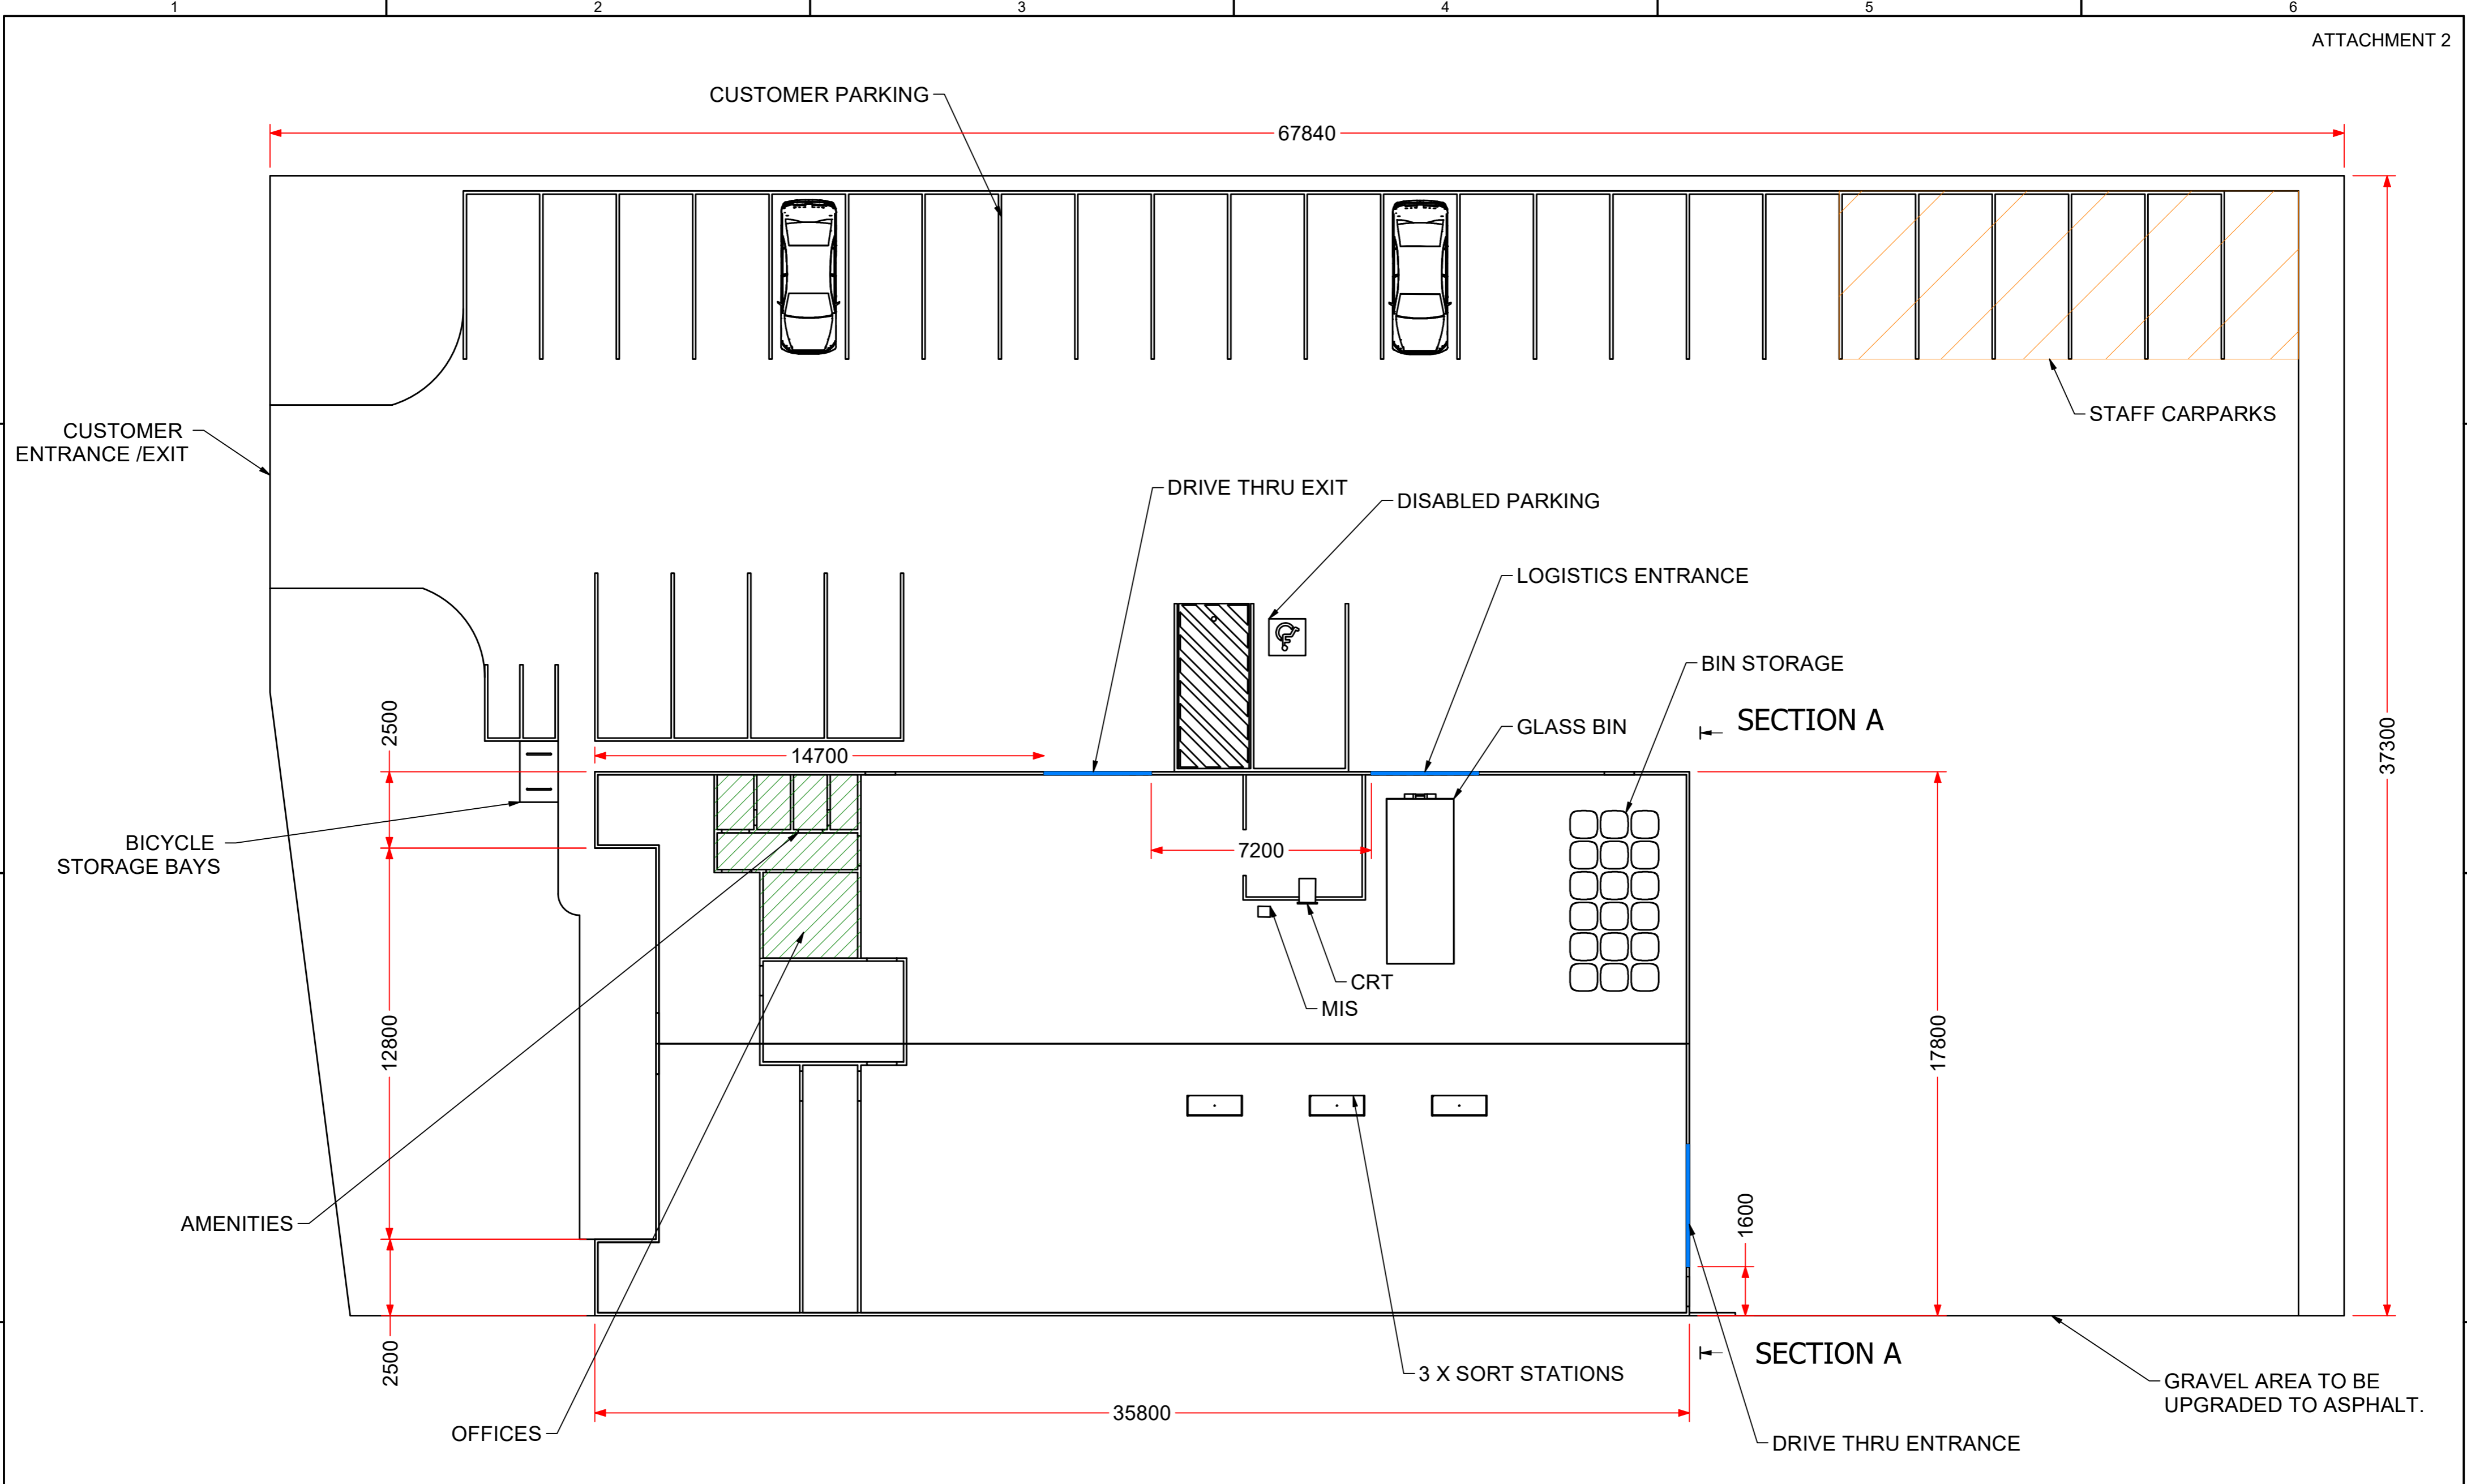 1
2
3
4
5
6
ATTACHMENT 2
CUSTOMER PARKING
67840
CUSTOMER
ENTRANCE /EXIT
STAFF CARPARKS
DRIVE THRU EXIT
DISABLED PARKING
LOGISTICS ENTRANCE
BIN STORAGE
SECTION A
GLASS BIN
2500
14700
37300
BICYCLE
STORAGE BAYS
7200
CRT
MIS
12800
17800
AMENITIES
1600
2500
SECTION A
3 X SORT STATIONS
GRAVEL AREA TO BE
UPGRADED TO ASPHALT.
35800
OFFICES
DRIVE THRU ENTRANCE